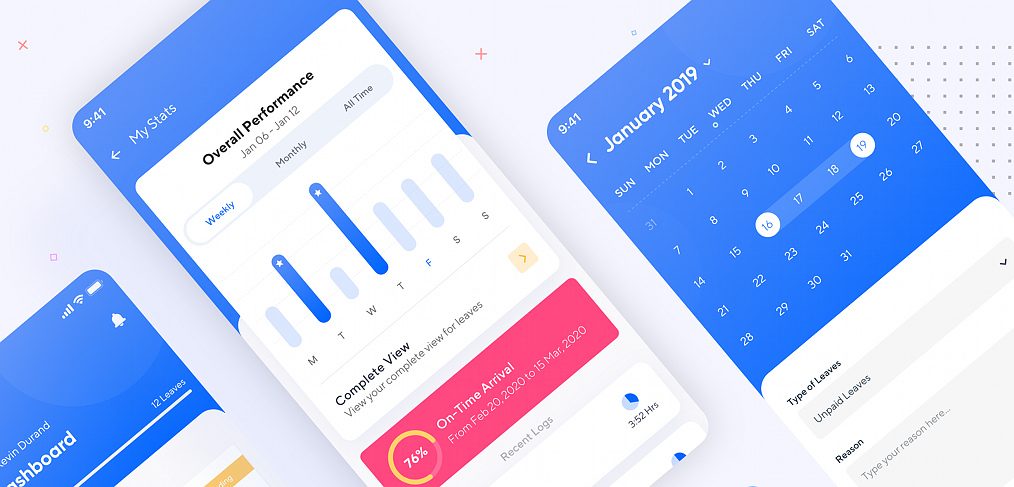 Kevin Durand
ashboard
12 Leaves
9:41
My Stats
Overall Performance
Jan 06 - Jan 12
Weekly
Monthly
All Time
M
T
W
T
F
S
S
Complete View
View your complete view for leaves
On-Time Arrival
From Feb 20, 2020 to 15 Mar, 2020
76%
Recent Logs
3:52 Hrs
9:41
January 2019
SUN MON TUE WED THU FRI SAT
31 1 2 3 4 5 6
7 8 9 10 11 12 13
14 15 16 17 18 19 20
21 22 23 24 25 26 27
28 29 30 31
Type of Leaves
Unpaid Leaves
Reason
Type your reason here...